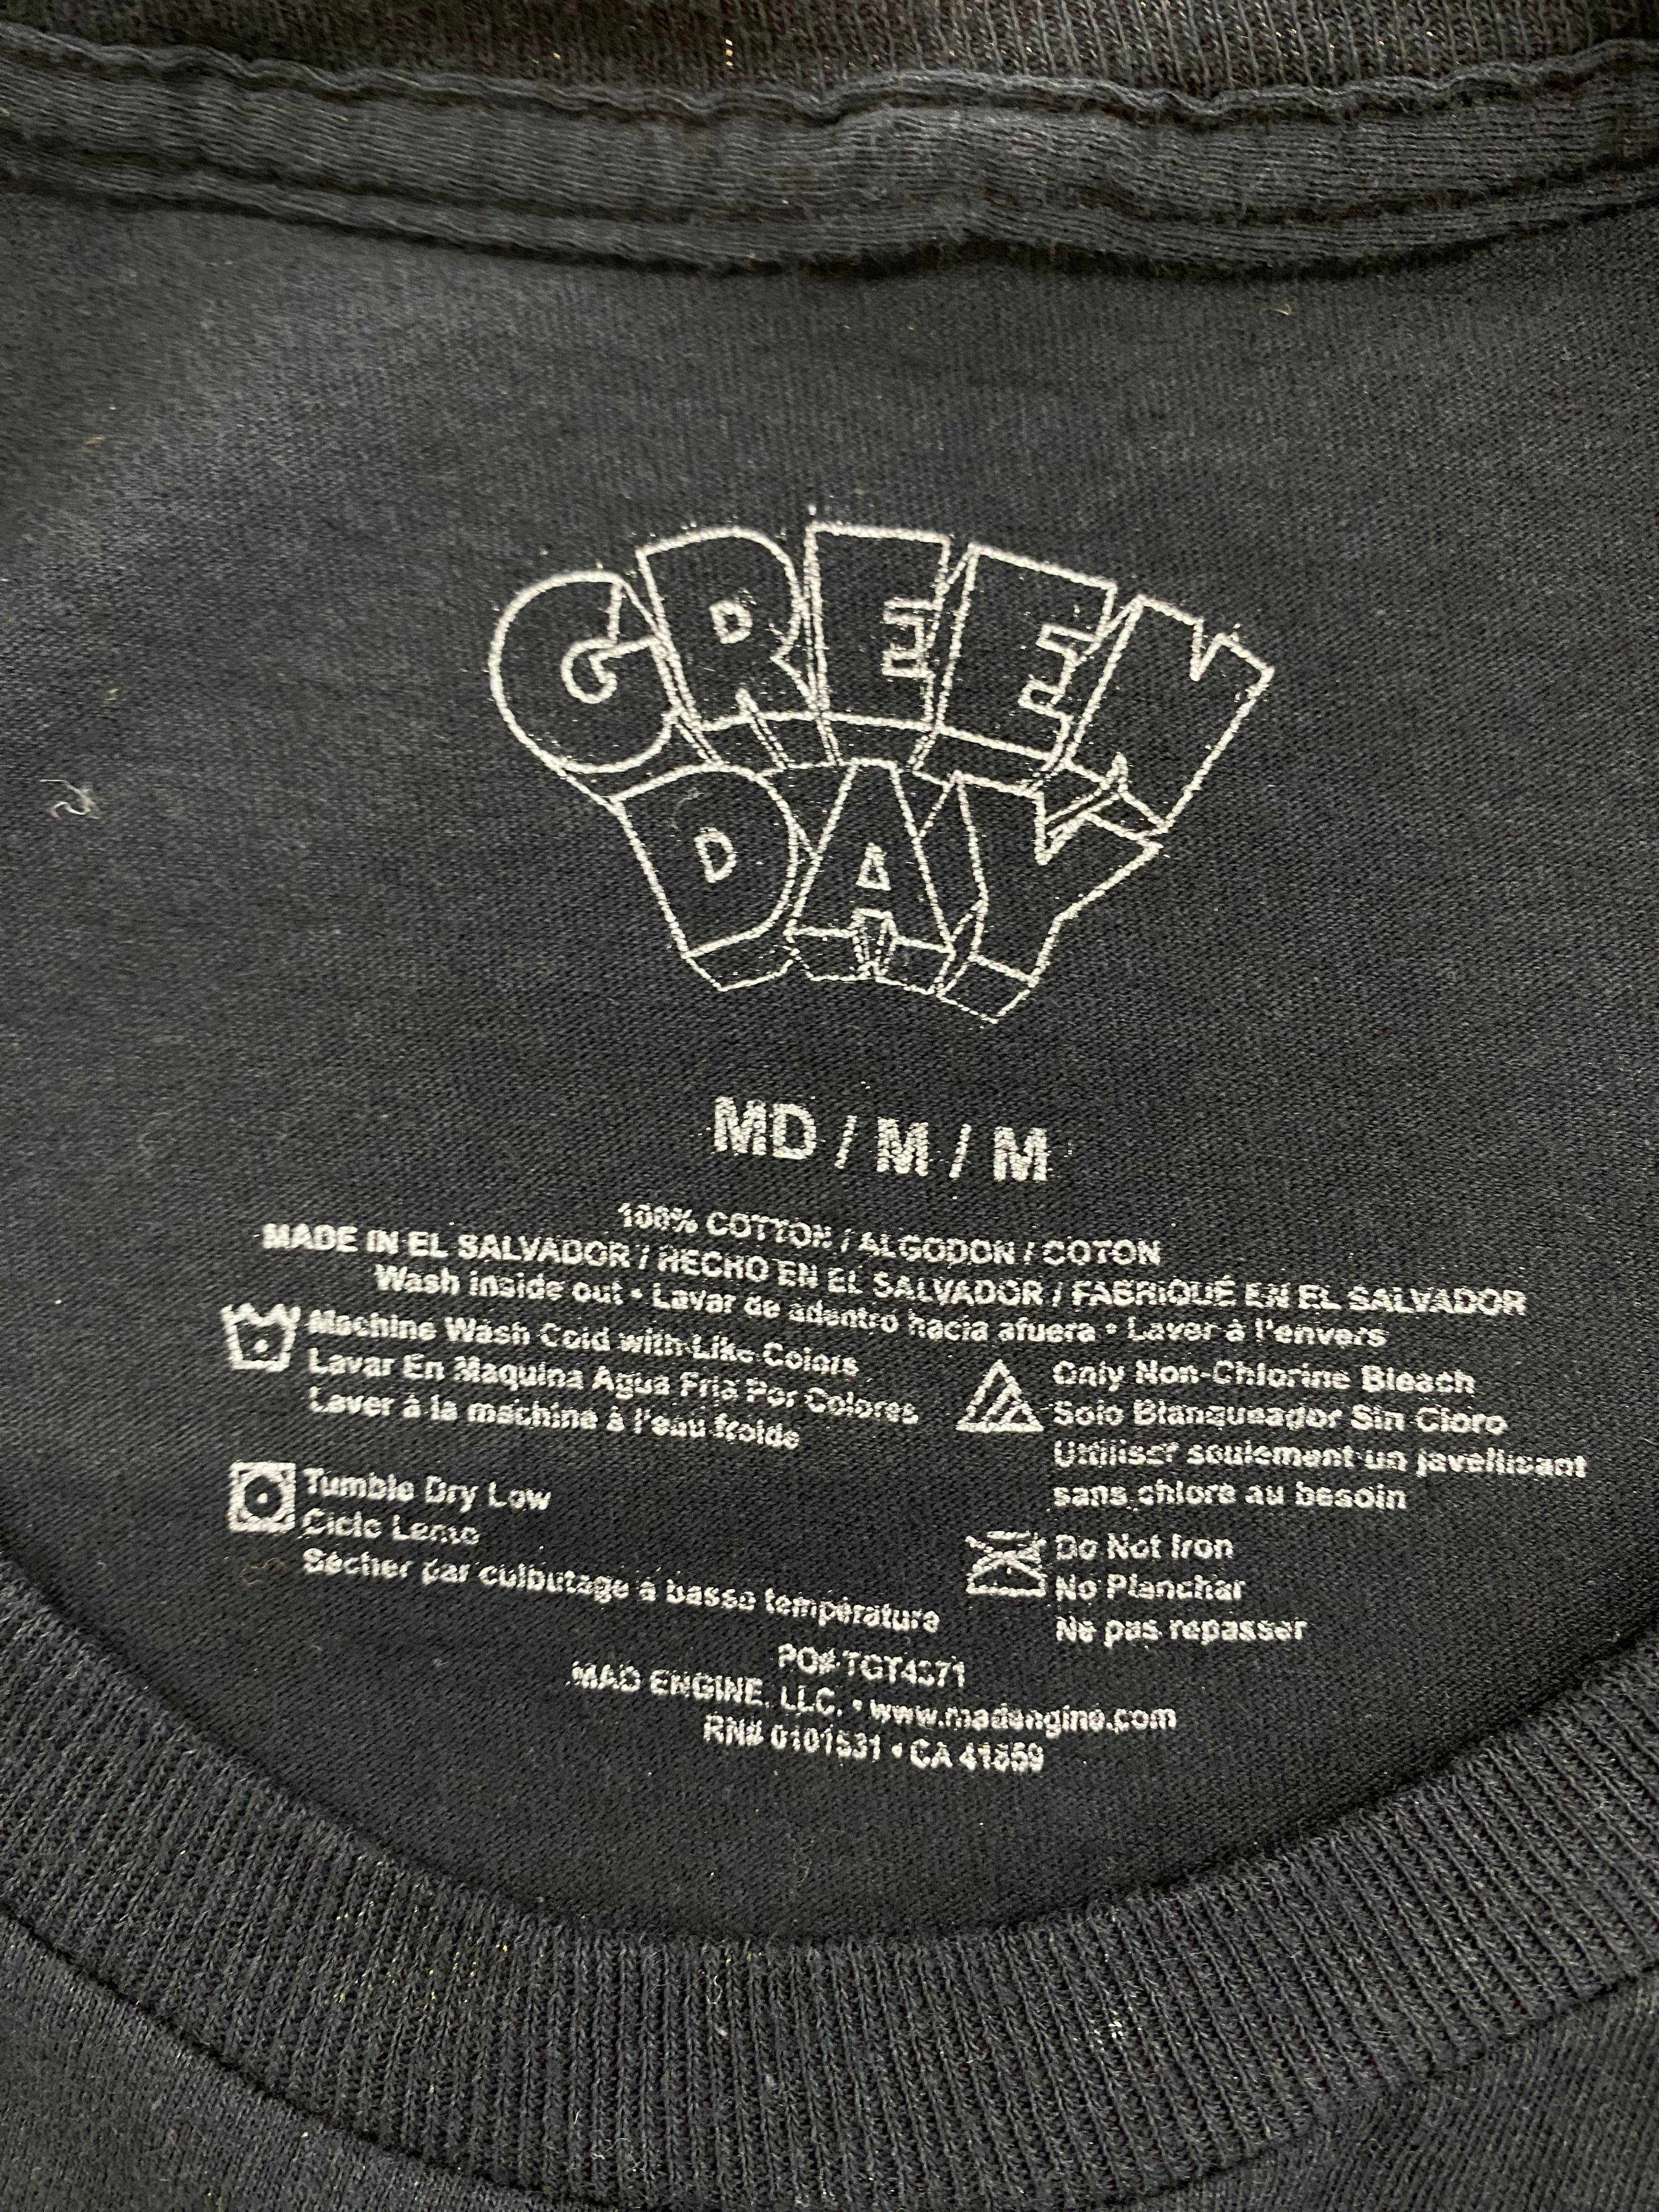 GREEN
DAY
MD / M / M
100% COTTON / ALGODON / COTON
MADE IN EL SALVADOR / HECHO EN EL SALVADOR / FABRIQUÉ EN EL SALVADOR
Wash inside out • Lavar de adentro hacia afuera • Laver à l'envers
Machine Wash Cold with Like Colors
Lavar En Maquina Agua Fria Por Colores
Laver à la machine à l'eau froide
Only Non-Chlorine Bleach
Solo Blanqueador Sin Cloro
Utiliser seulement un javellisant
sans chlore au besoin
Tumble Dry Low
Ciclo Lento
Sécher par culbutage à basse température
Do Not Iron
No Planchar
Ne pas repasser
PO# TGT4371
MAD ENGINE, LLC. • www.madengine.com
RN# 0101531 • CA 41859